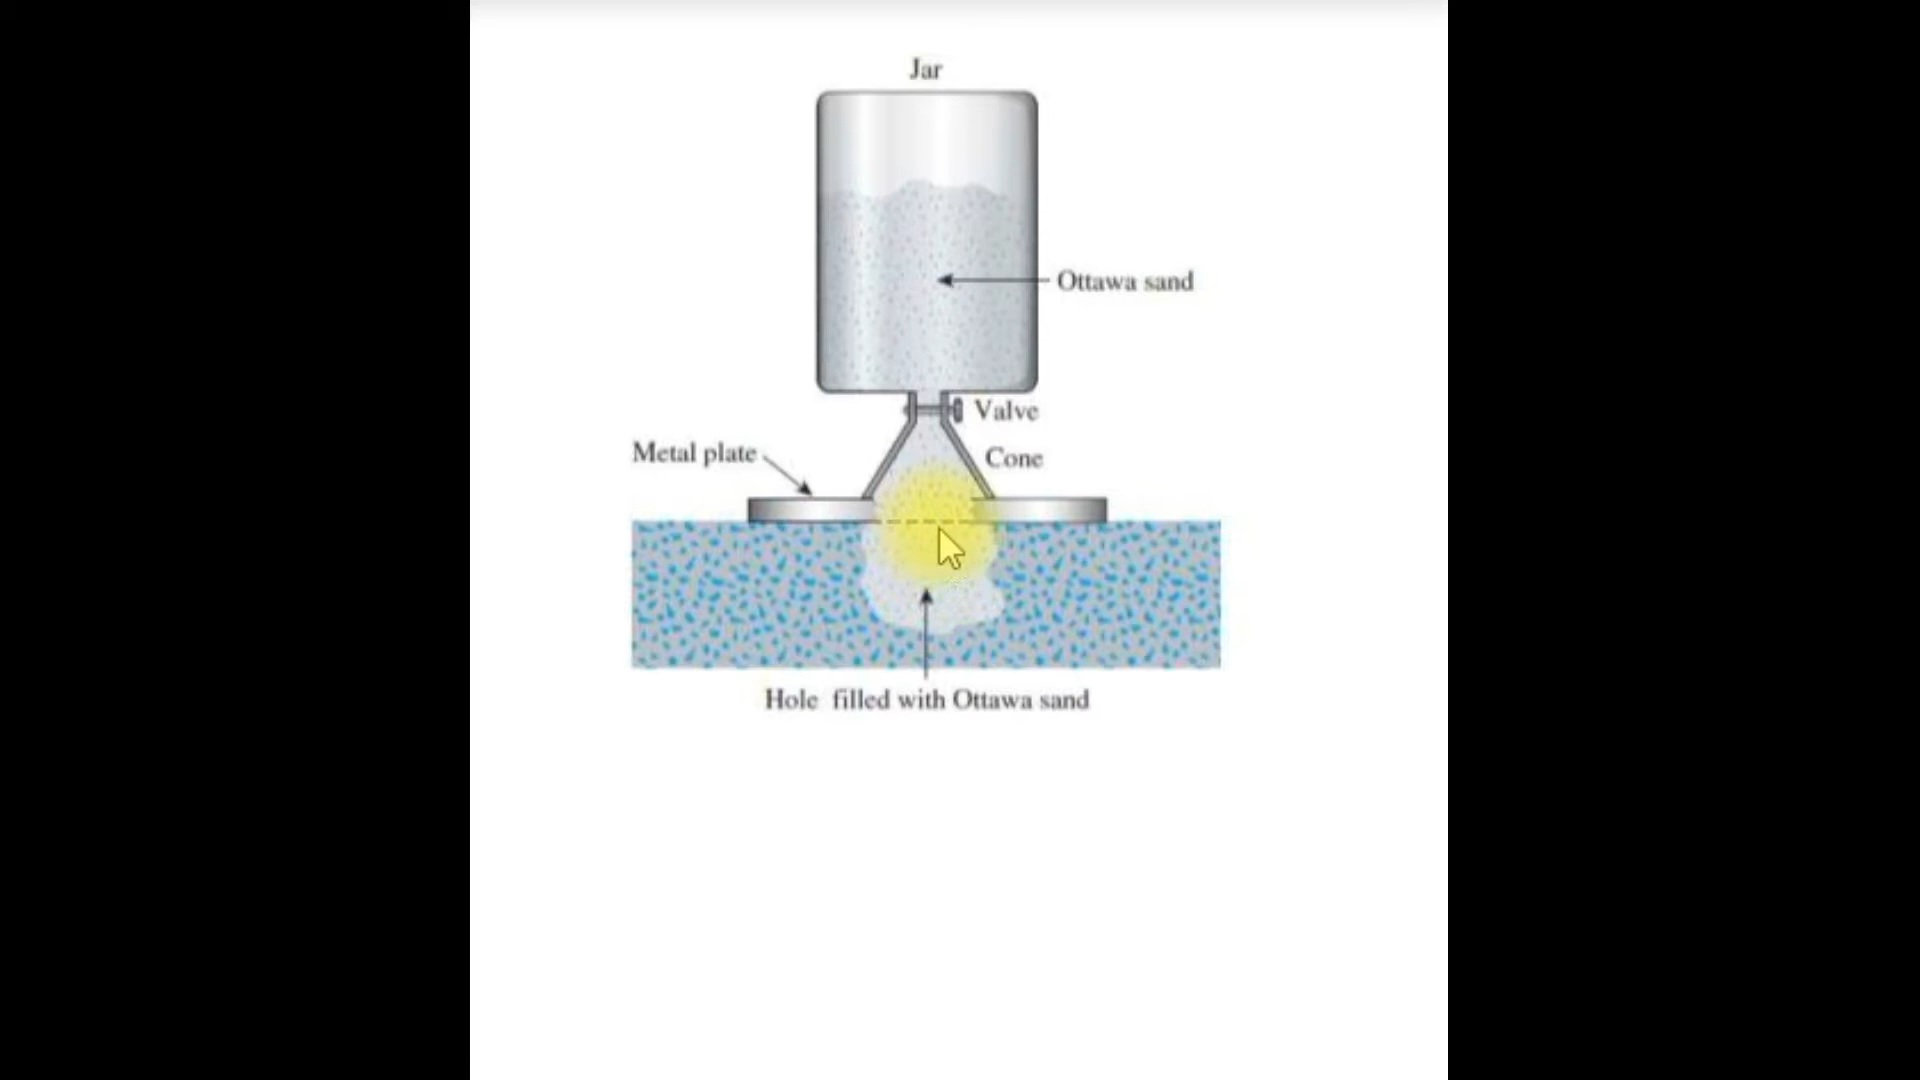 Jar
Ottawa sand
Valve
Metal plate
Cone
Hole filled with Ottawa sand